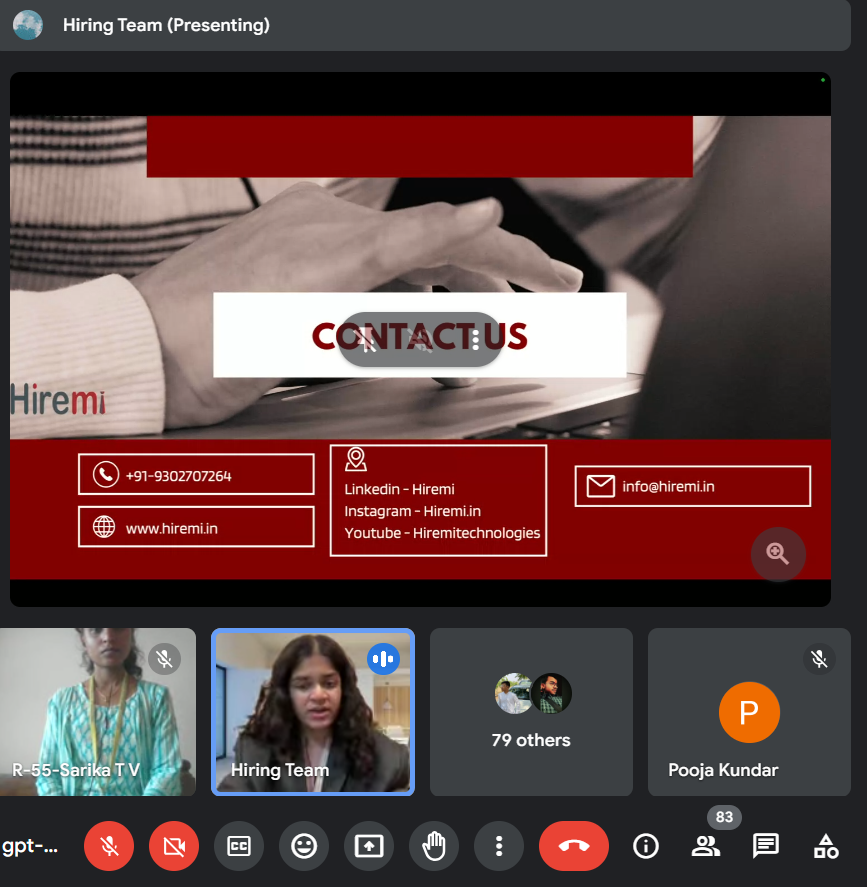 Hiring Team (Presenting)
CONTACT US
Hiremi
+91-9302707264
www.hiremi.in
Linkedin - Hiremi
Instagram - Hiremi.in
Youtube - Hiremitechnologies
info@hiremi.in
R-55-Sarika T V
Hiring Team
79 others
P
Pooja Kundar
gpt-...
CC
83